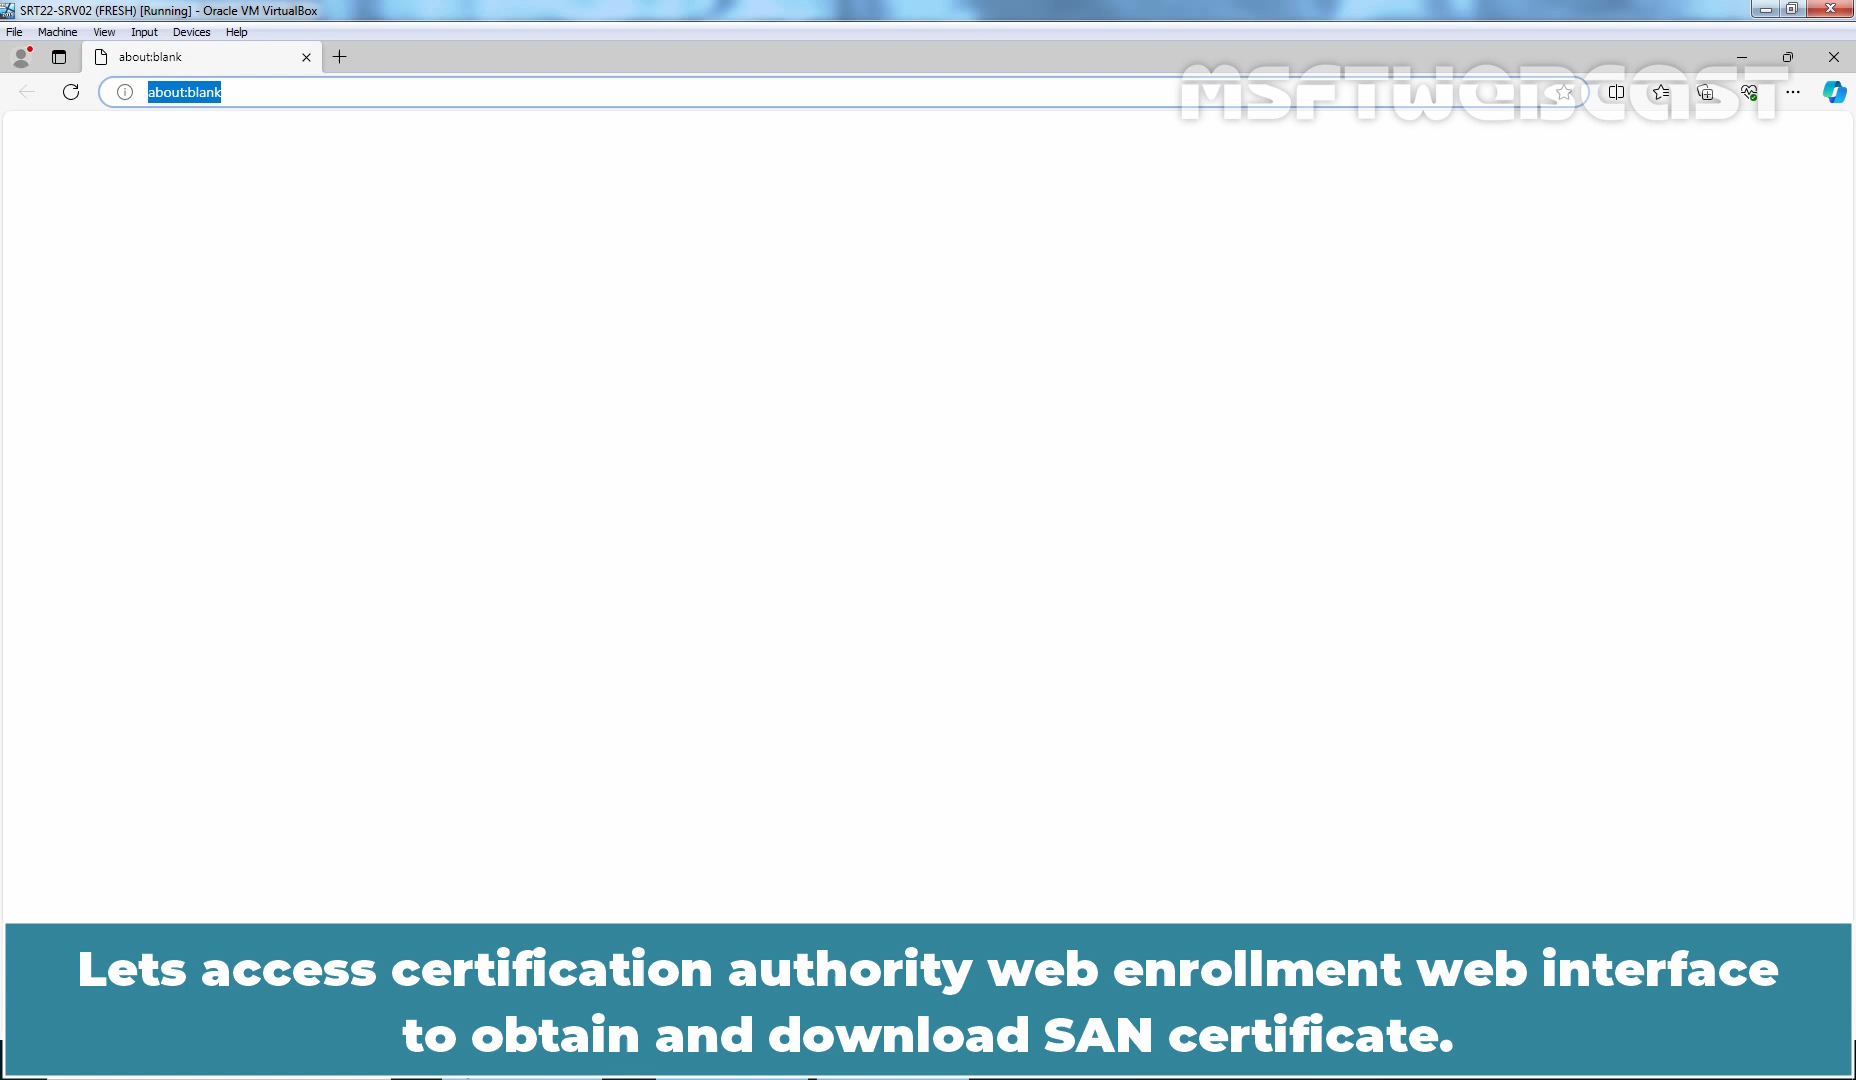 SRT22-SRV02 (FRESH) [Running] - Oracle VM VirtualBox
File Machine View Input Devices Help
about:blank
about:blank
MSFTWEBCAST
Lets access certification authority web enrollment web interface
to obtain and download SAN certificate.